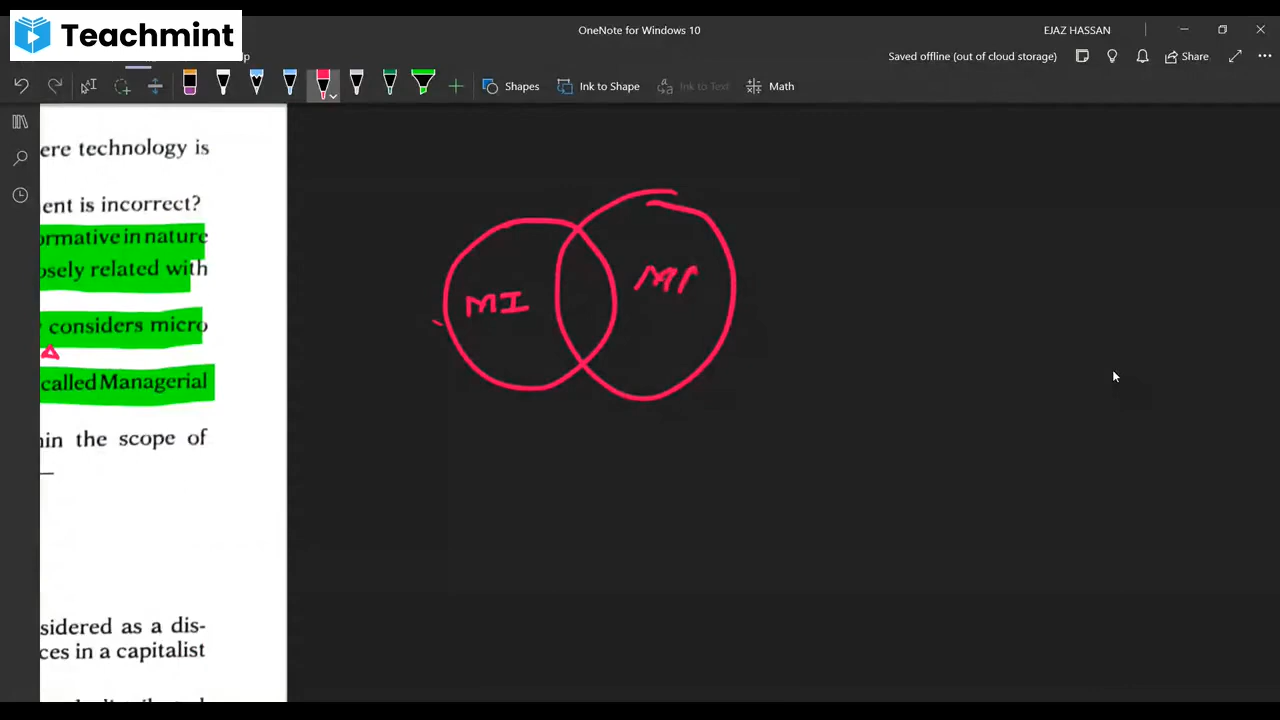 Teachmint
OneNote for Windows 10
EJAZ HASSAN
Saved offline (out of cloud storage)
Share
Shapes
Ink to Shape
Ink to Text
Math
ere technology is
ent is incorrect?
ormative in nature
osely related with
considers micro
called Managerial
in the scope of
sidered as a dis-
ces in a capitalist
MI